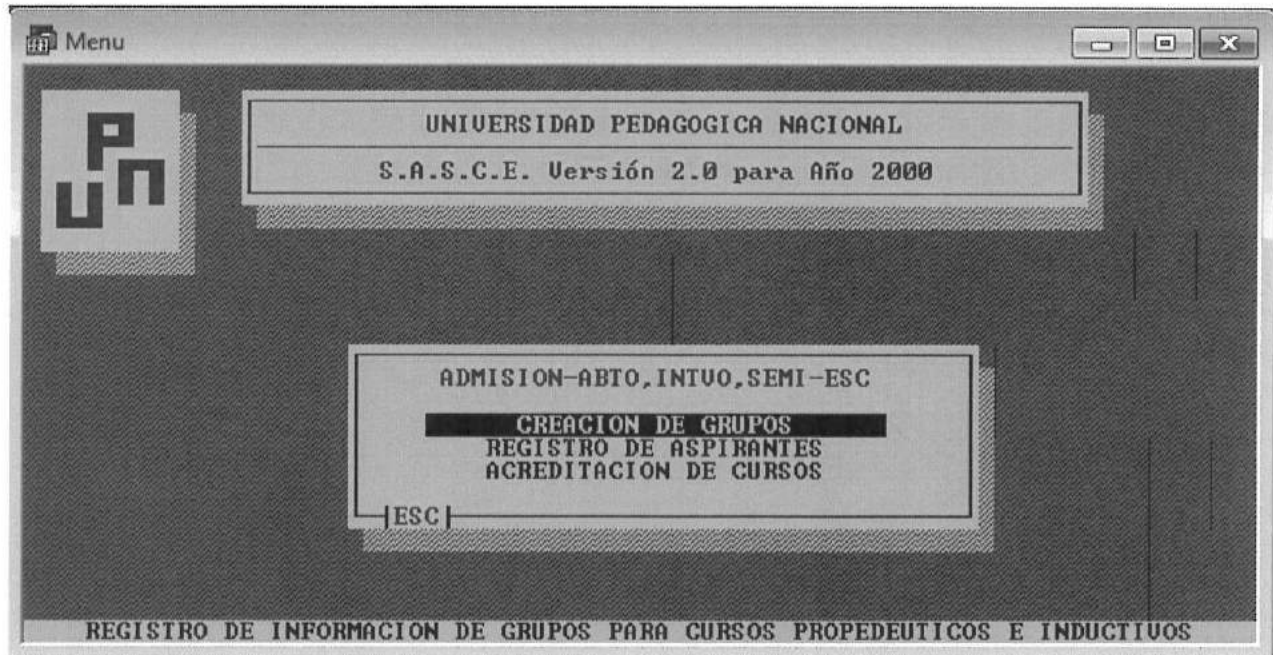 Menu
UPN
UNIVERSIDAD PEDAGOGICA NACIONAL
S.A.S.C.E. Versión 2.0 para Año 2000
ADMISION-ABTO,INTVO,SEMI-ESC
CREACION DE GRUPOS
REGISTRO DE ASPIRANTES
ACREDITACION DE CURSOS
ESC
REGISTRO DE INFORMACION DE GRUPOS PARA CURSOS PROPEDEUTICOS E INDUCTIVOS